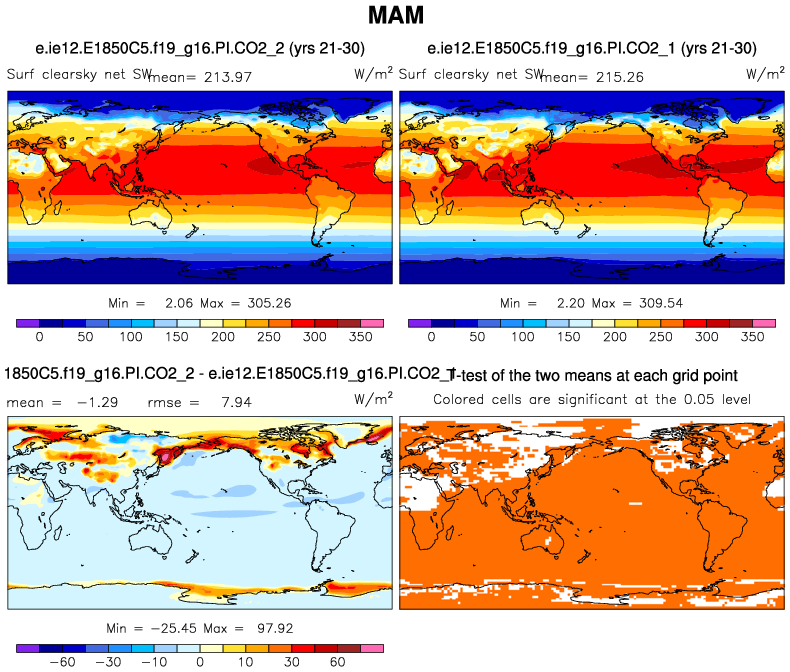 MAM
e.ie12.E1850C5.f19_g16.PI.CO2_2 (yrs 21-30)
e.ie12.E1850C5.f19_g16.PI.CO2_1 (yrs 21-30)
Surf clearsky net SW mean= 213.97 W/m²
Surf clearsky net SW mean= 215.26 W/m²
Min = 2.06 Max = 305.26
Min = 2.20 Max = 309.54
0 50 100 150 200 250 300 350
0 50 100 150 200 250 300 350
1850C5.f19_g16.PI.CO2_2 - e.ie12.E1850C5.f19_g16.PI.CO2_1
T-test of the two means at each grid point
mean = −1.29 rmse = 7.94 W/m²
Colored cells are significant at the 0.05 level
Min = −25.45 Max = 97.92
−60 −30 −10 0 10 30 60